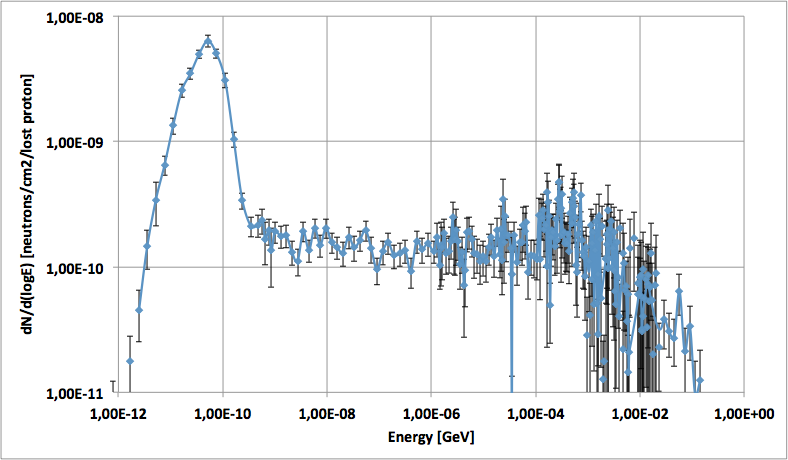 1,00E-08
1,00E-09
1,00E-10
1,00E-11
dN/d(logE) [neutrons/cm2/lost proton]
1,00E-12 1,00E-10 1,00E-08 1,00E-06 1,00E-04 1,00E-02 1,00E+00
Energy [GeV]